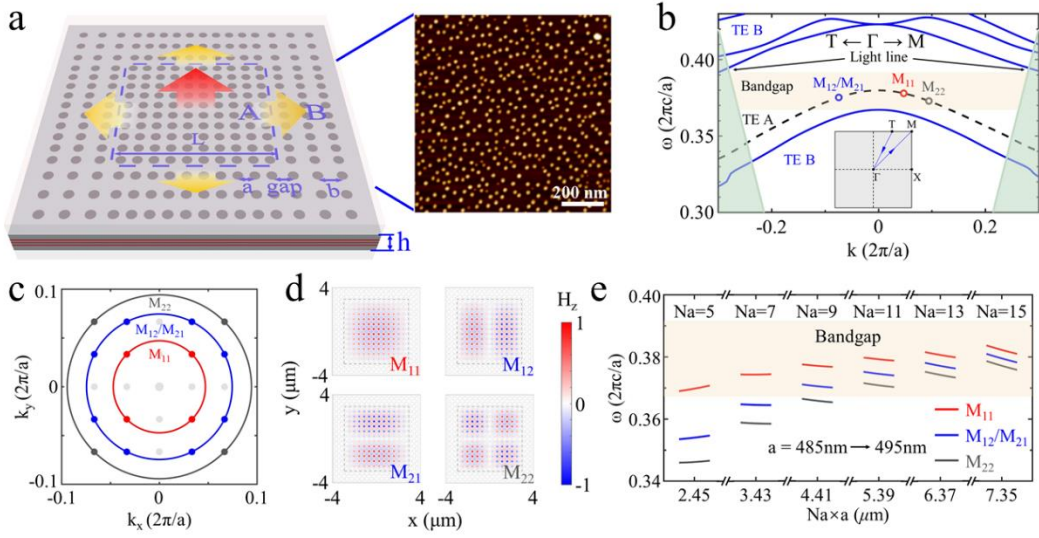 a
A
B
L
a
gap
b
h
200 nm
b
TE B
T ← Γ → M
Light line
Bandgap
M12/M21
M11
M22
TE A
TE B
T
M
Γ
X
ω (2πc/a)
0.40
0.35
0.30
-0.2
0
0.2
k (2π/a)
c
0.1
0
-0.1
ky (2π/a)
M22
M12/M21
M11
-0.1
0
0.1
kx (2π/a)
d
4
-4
4
-4
y (μm)
M11
M12
M21
M22
-4
4
-4
4
x (μm)
Hz
1
0
-1
e
0.40
0.38
0.36
0.34
ω (2πc/a)
Na=5
Na=7
Na=9
Na=11
Na=13
Na=15
Bandgap
M11
M12/M21
M22
a = 485nm → 495nm
2.45
3.43
4.41
5.39
6.37
7.35
Na×a (μm)